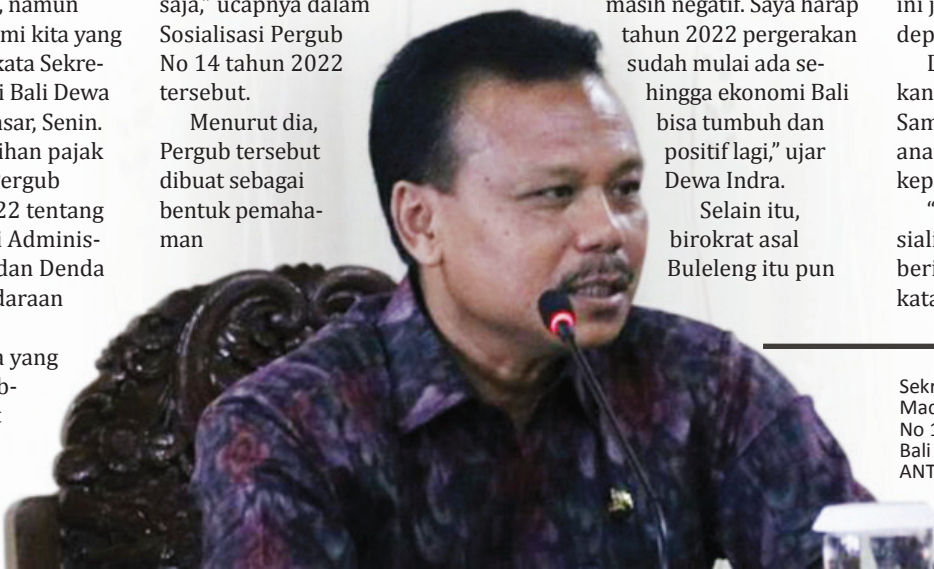 , namun
mi kita yang
kata Sekre-
i Bali Dewa
sar, Senin.
ihan pajak
ergub
22 tentang
i Adminis-
dan Denda
daraan
a yang
b-
saja,” ucapnya dalam
Sosialisasi Pergub
No 14 tahun 2022
tersebut.
Menurut dia,
Pergub tersebut
dibuat sebagai
bentuk pemaha-
man
masih negatif. Saya harap
tahun 2022 pergerakan
sudah mulai ada se-
hingga ekonomi Bali
bisa tumbuh dan
positif lagi,” ujar
Dewa Indra.
Selain itu,
birokrat asal
Buleleng itu pun
ini j
dep
D
kan
Sam
ana
kep
“
siali
beri
kata
Sekr
Mad
No 1
Bali
ANT